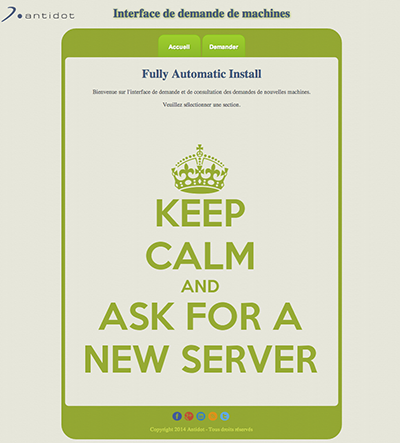 antidot
Interface de demande de machines
Accueil
Demander
Fully Automatic Install
Bienvenue sur l'interface de demande et de consultation des demandes de nouvelles machines.
Veuillez sélectionner une section.
KEEP
CALM
AND
ASK FOR A
NEW SERVER
Copyright 2014 Antidot - Tous droits réservés